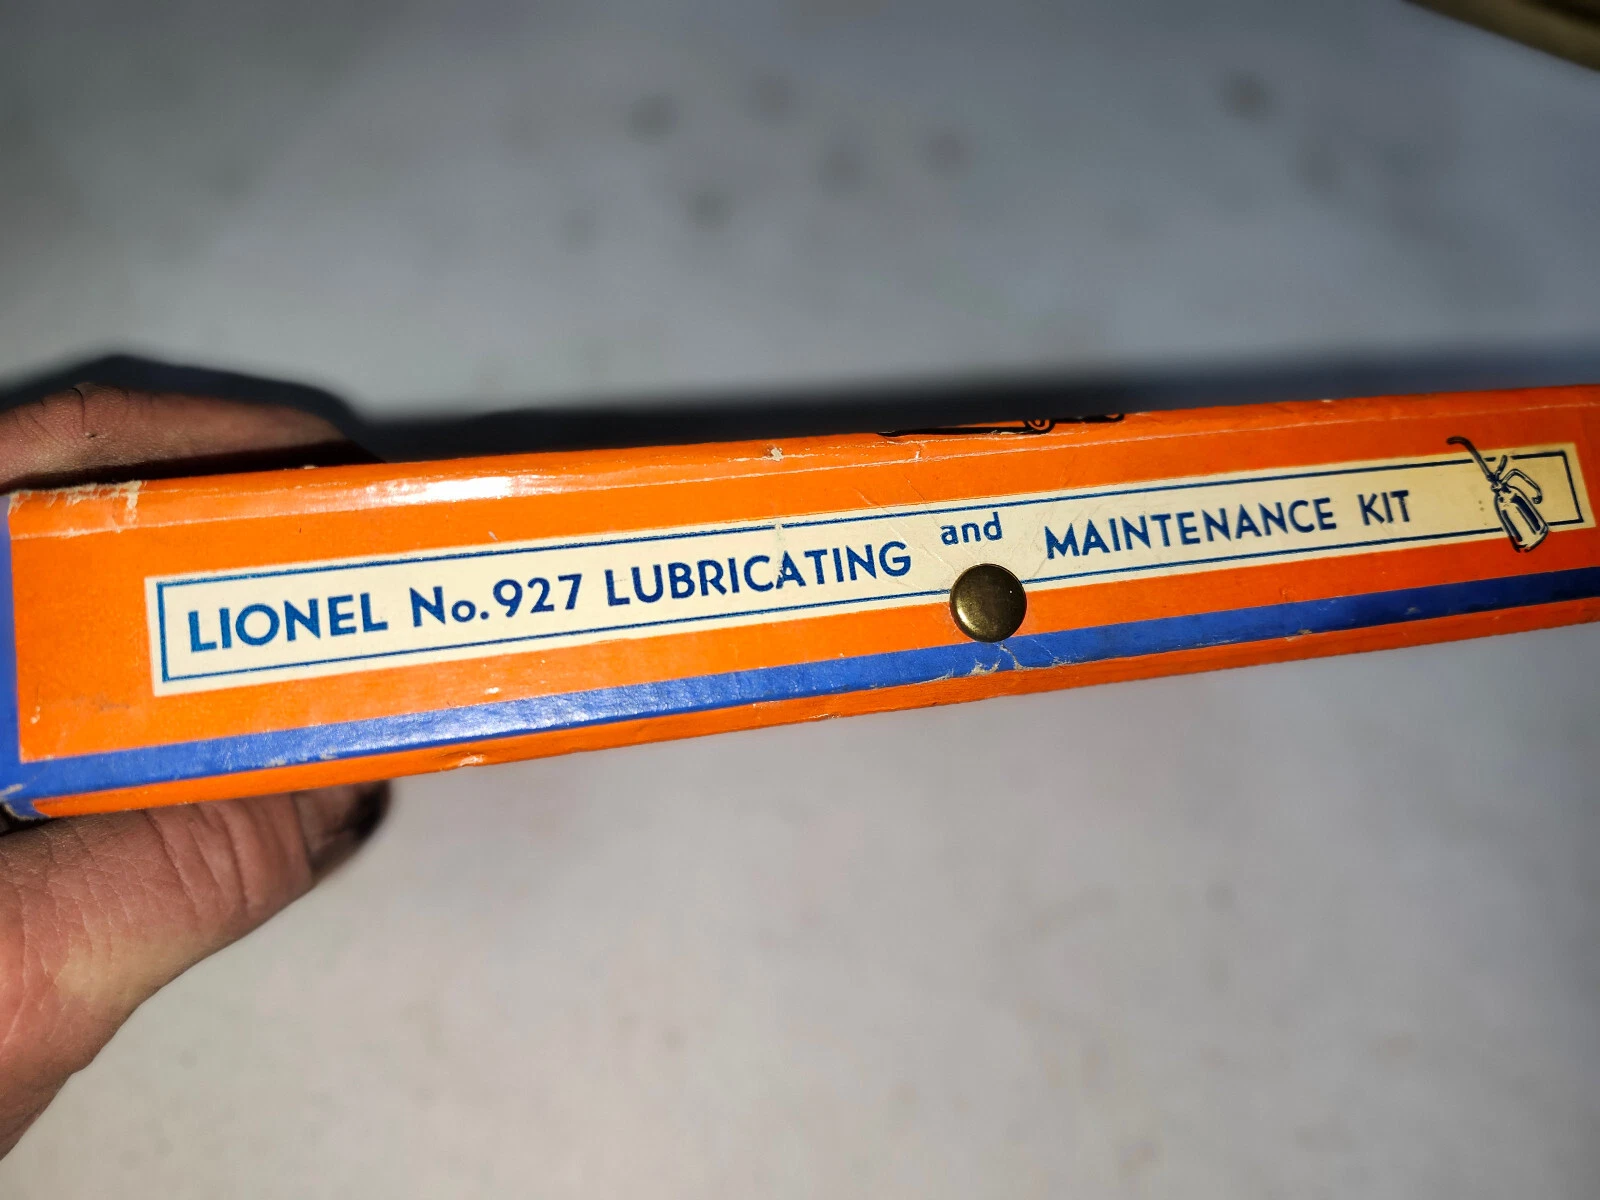 LIONEL No. 927 LUBRICATING and MAINTENANCE KIT